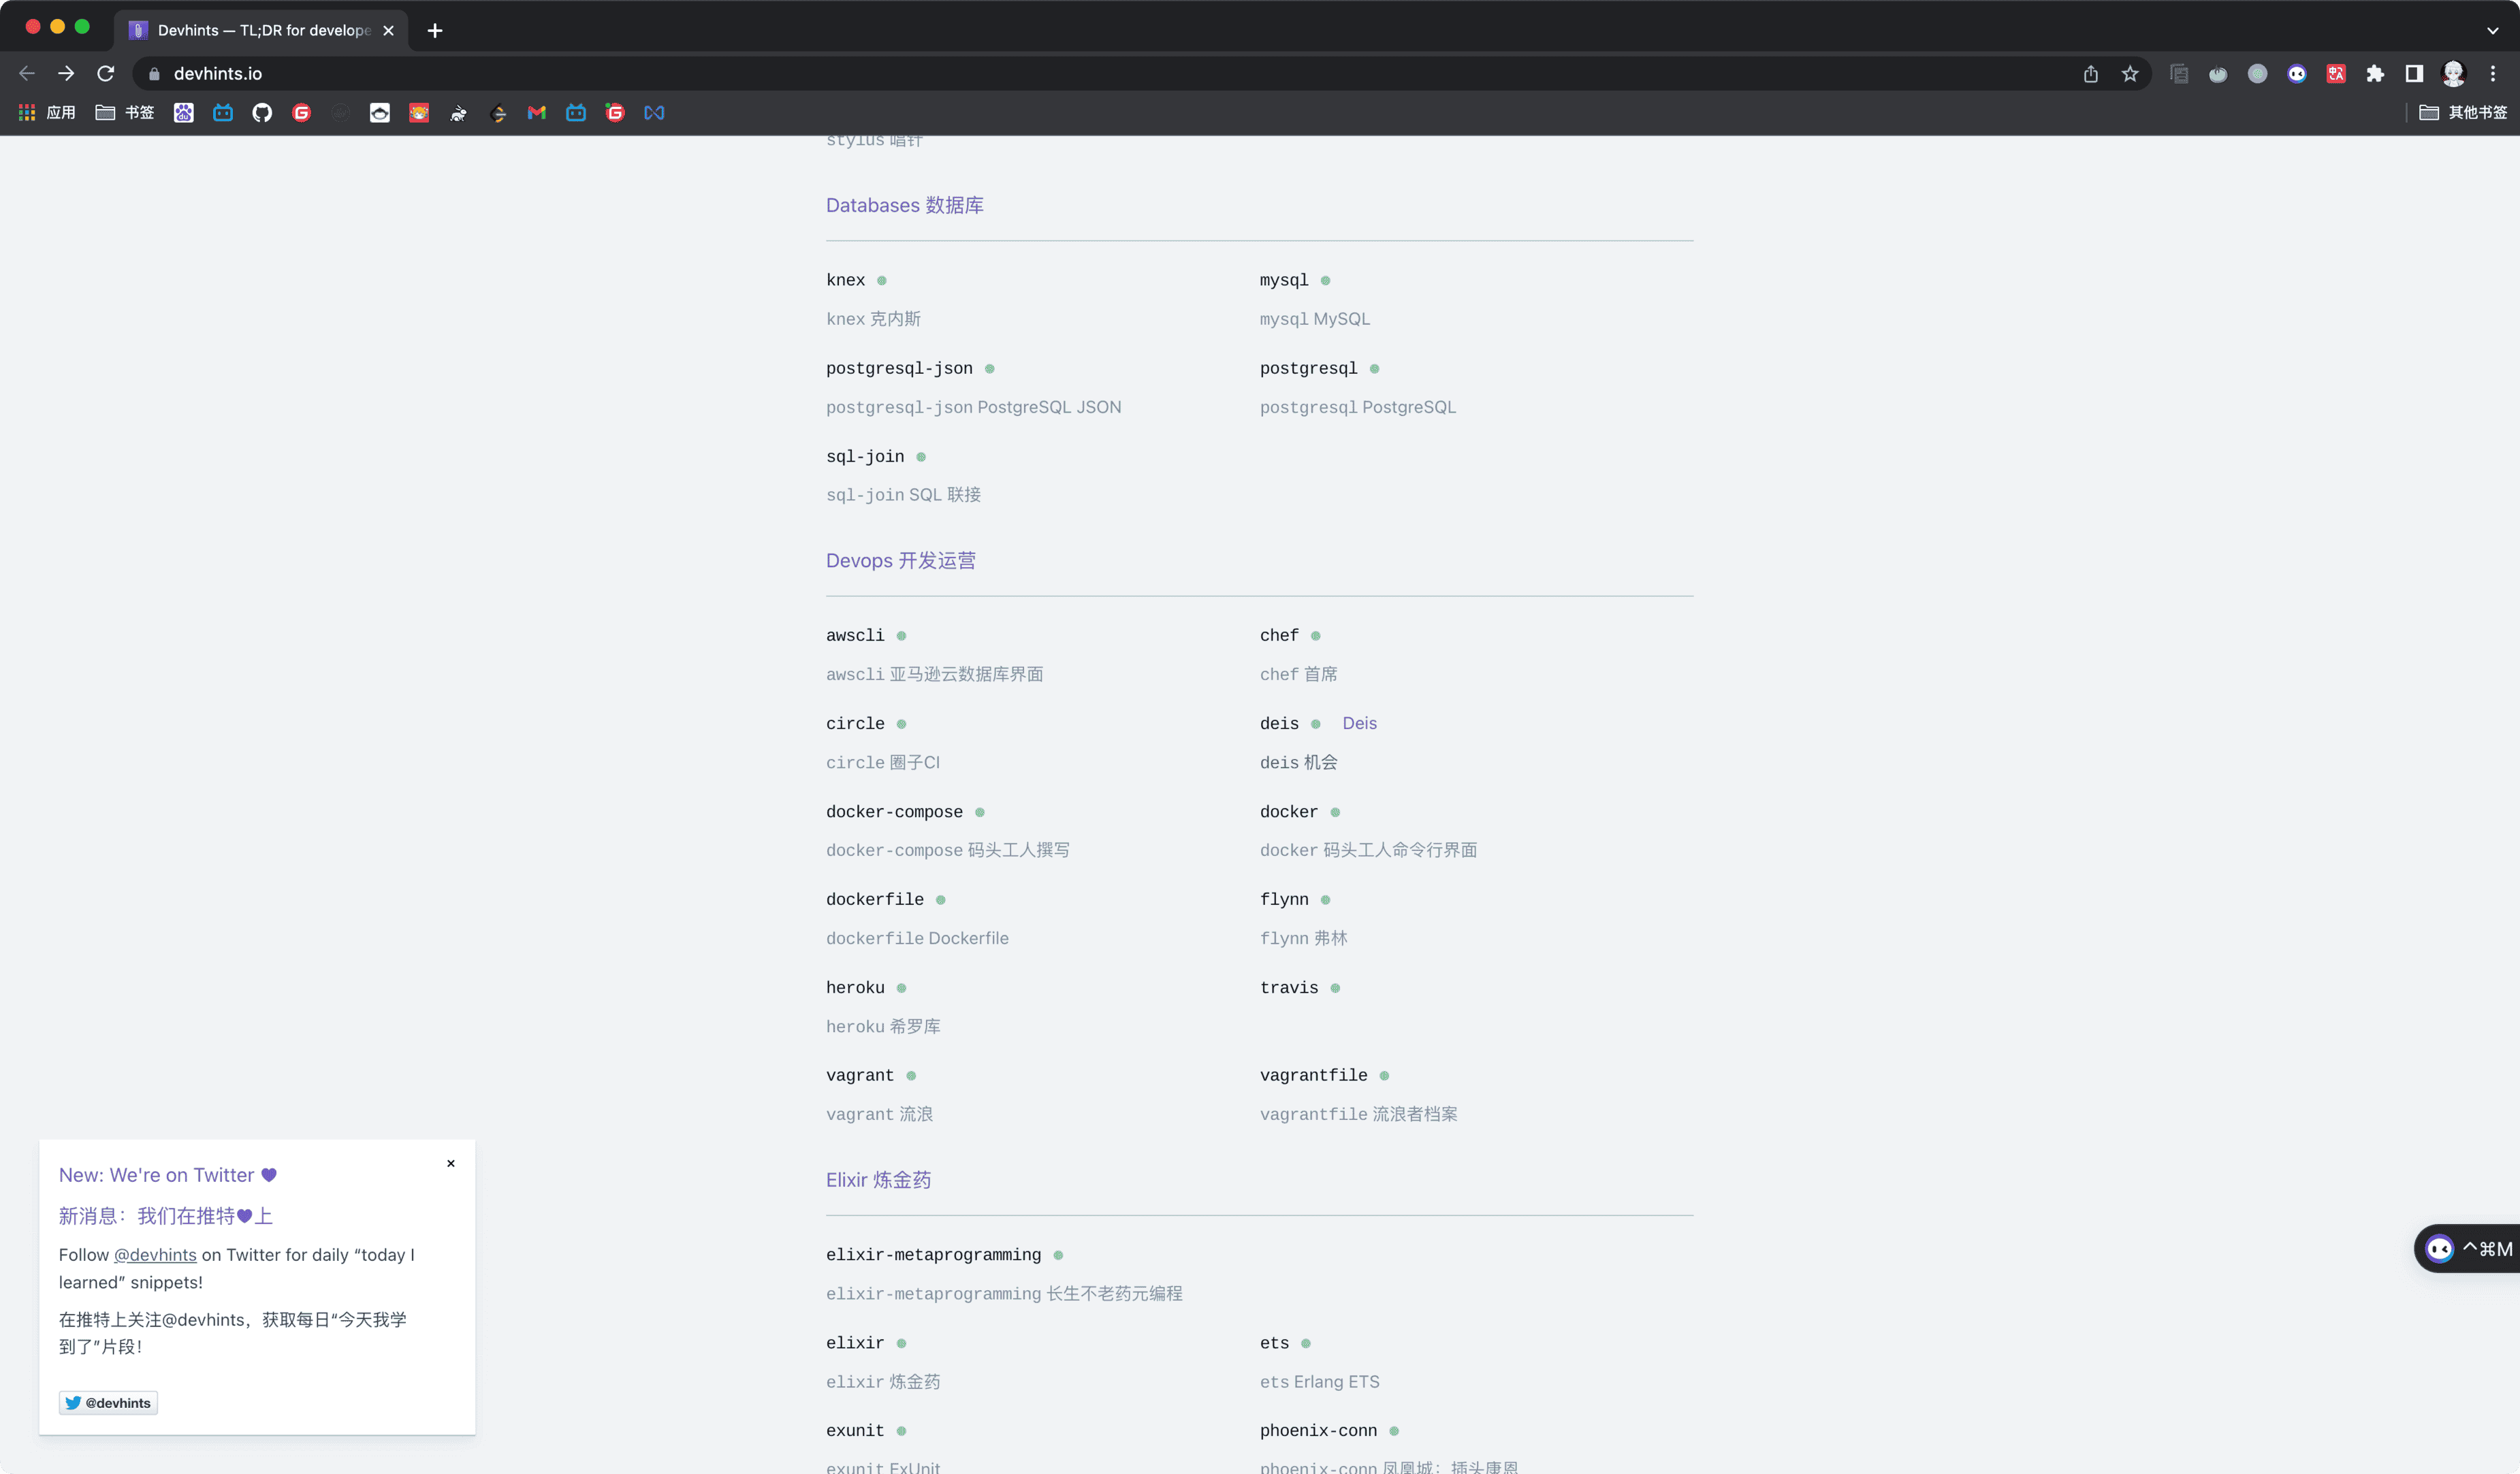 Devhints — TL;DR for develope
devhints.io
应用
书签
其他书签
stylus 唱针
Databases 数据库
knex
mysql
knex 克内斯
mysql MySQL
postgresql-json
postgresql
postgresql-json PostgreSQL JSON
postgresql PostgreSQL
sql-join
sql-join SQL 联接
Devops 开发运营
awscli
chef
awscli 亚马逊云数据库界面
chef 首席
circle
deis Deis
circle 圈子CI
deis 机会
docker-compose
docker
docker-compose 码头工人撰写
docker 码头工人命令行界面
dockerfile
flynn
dockerfile Dockerfile
flynn 弗林
heroku
travis
heroku 希罗库
vagrant
vagrantfile
vagrant 流浪
vagrantfile 流浪者档案
Elixir 炼金药
elixir-metaprogramming
elixir-metaprogramming 长生不老药元编程
elixir
ets
elixir 炼金药
ets Erlang ETS
exunit
phoenix-conn
exunit ExUnit
phoenix-conn 凤凰城：插头康恩
New: We're on Twitter ♥
新消息：我们在推特♥上
Follow @devhints on Twitter for daily “today I
learned” snippets!
在推特上关注@devhints，获取每日“今天我学
到了”片段！
@devhints
^⌘M